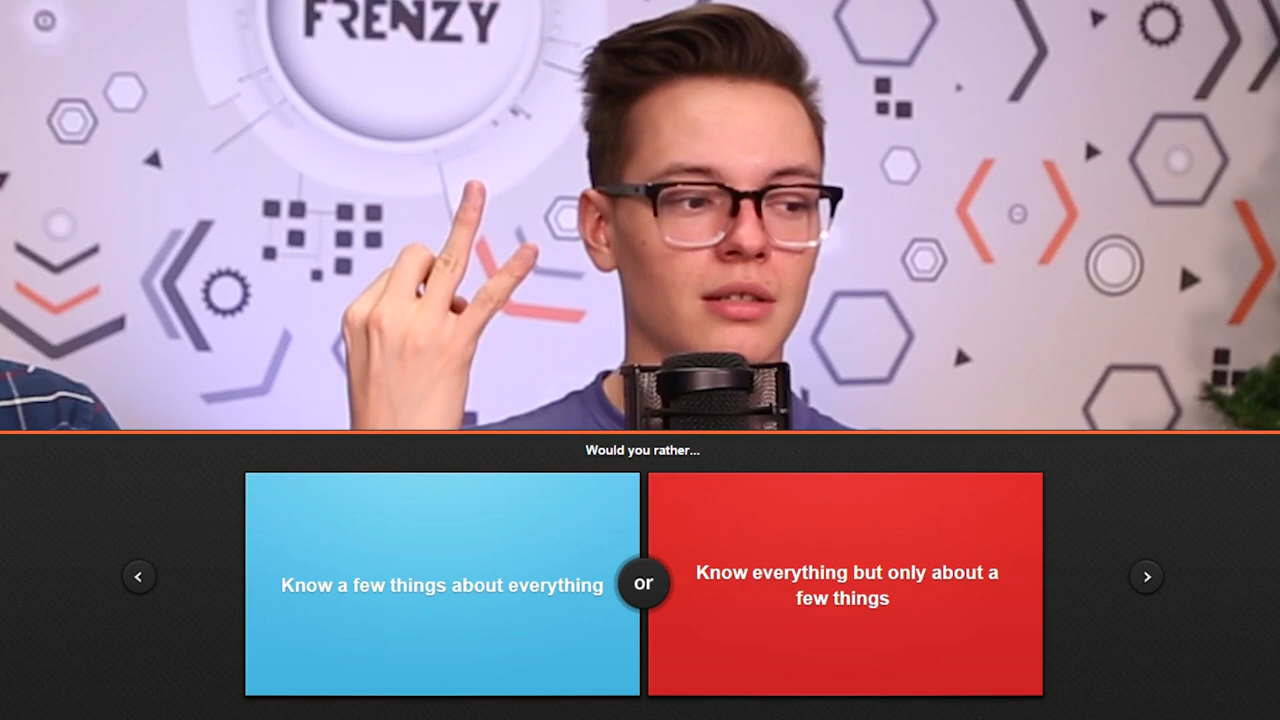 FRENZY
Would you rather...
Know a few things about everything
or
Know everything but only about a
few things